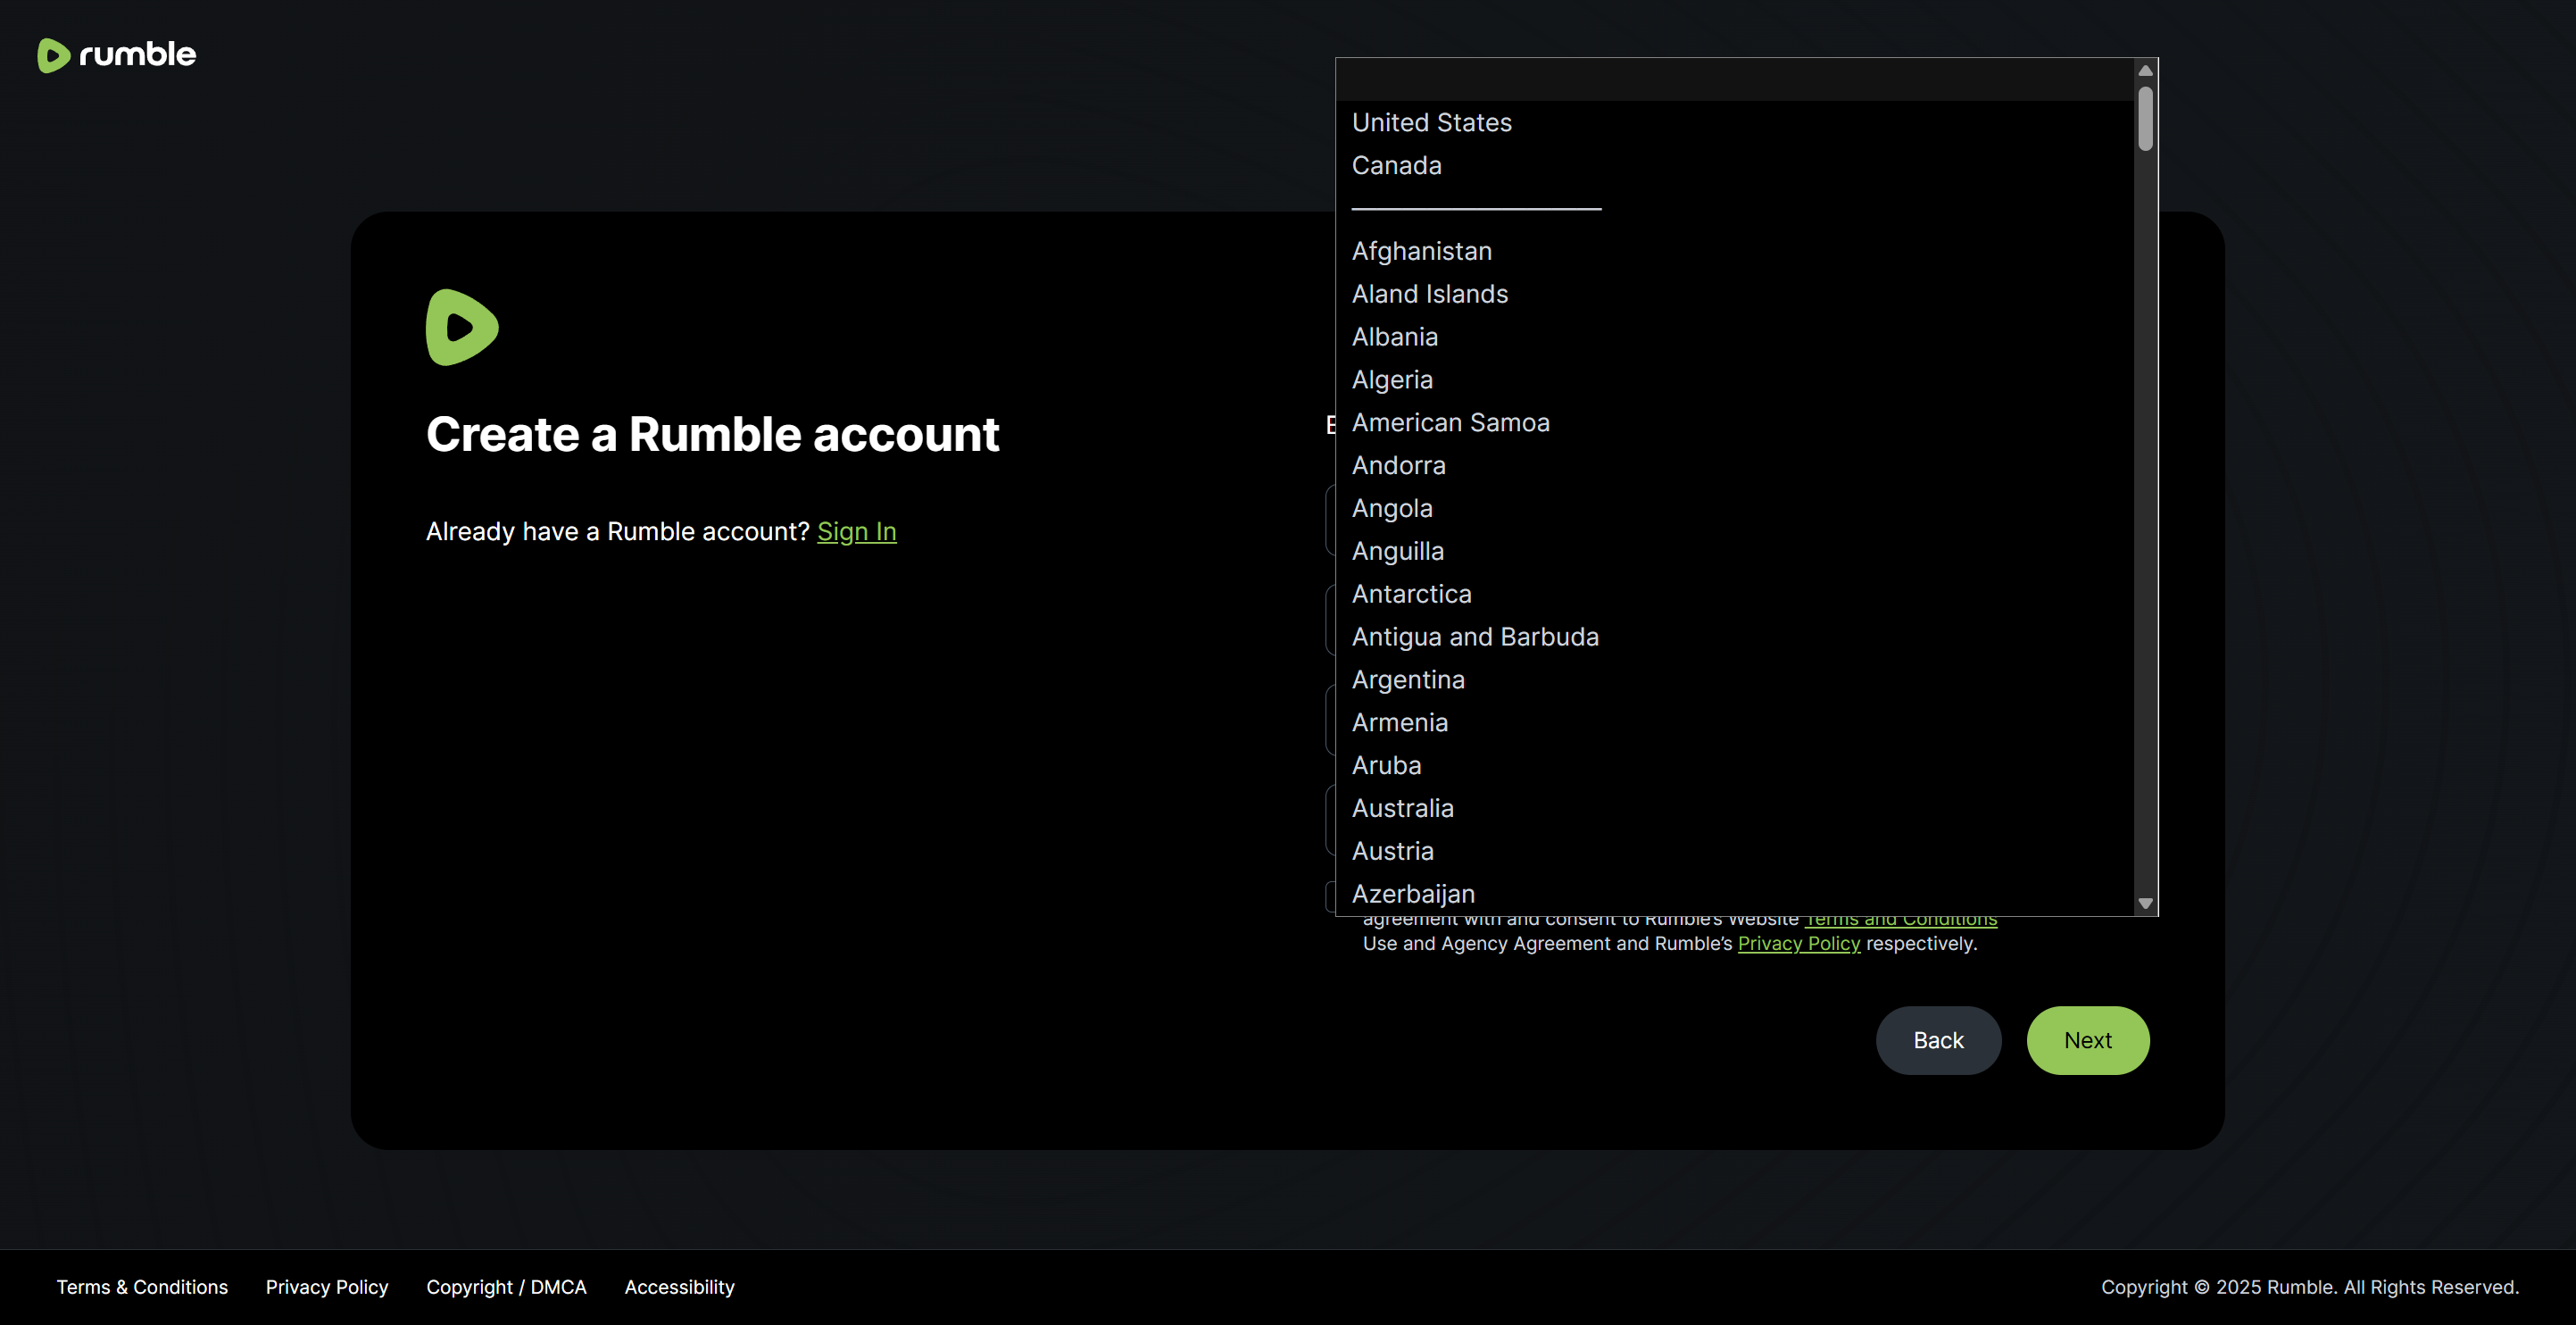 rumble
Create a Rumble account
Already have a Rumble account? Sign In
United States
Canada
Afghanistan
Aland Islands
Albania
Algeria
American Samoa
Andorra
Angola
Anguilla
Antarctica
Antigua and Barbuda
Argentina
Armenia
Aruba
Australia
Austria
Azerbaijan
agreement with and consent to Rumble's Website Terms and Conditions
Use and Agency Agreement and Rumble’s Privacy Policy respectively.
Back
Next
Terms & Conditions
Privacy Policy
Copyright / DMCA
Accessibility
Copyright © 2025 Rumble. All Rights Reserved.